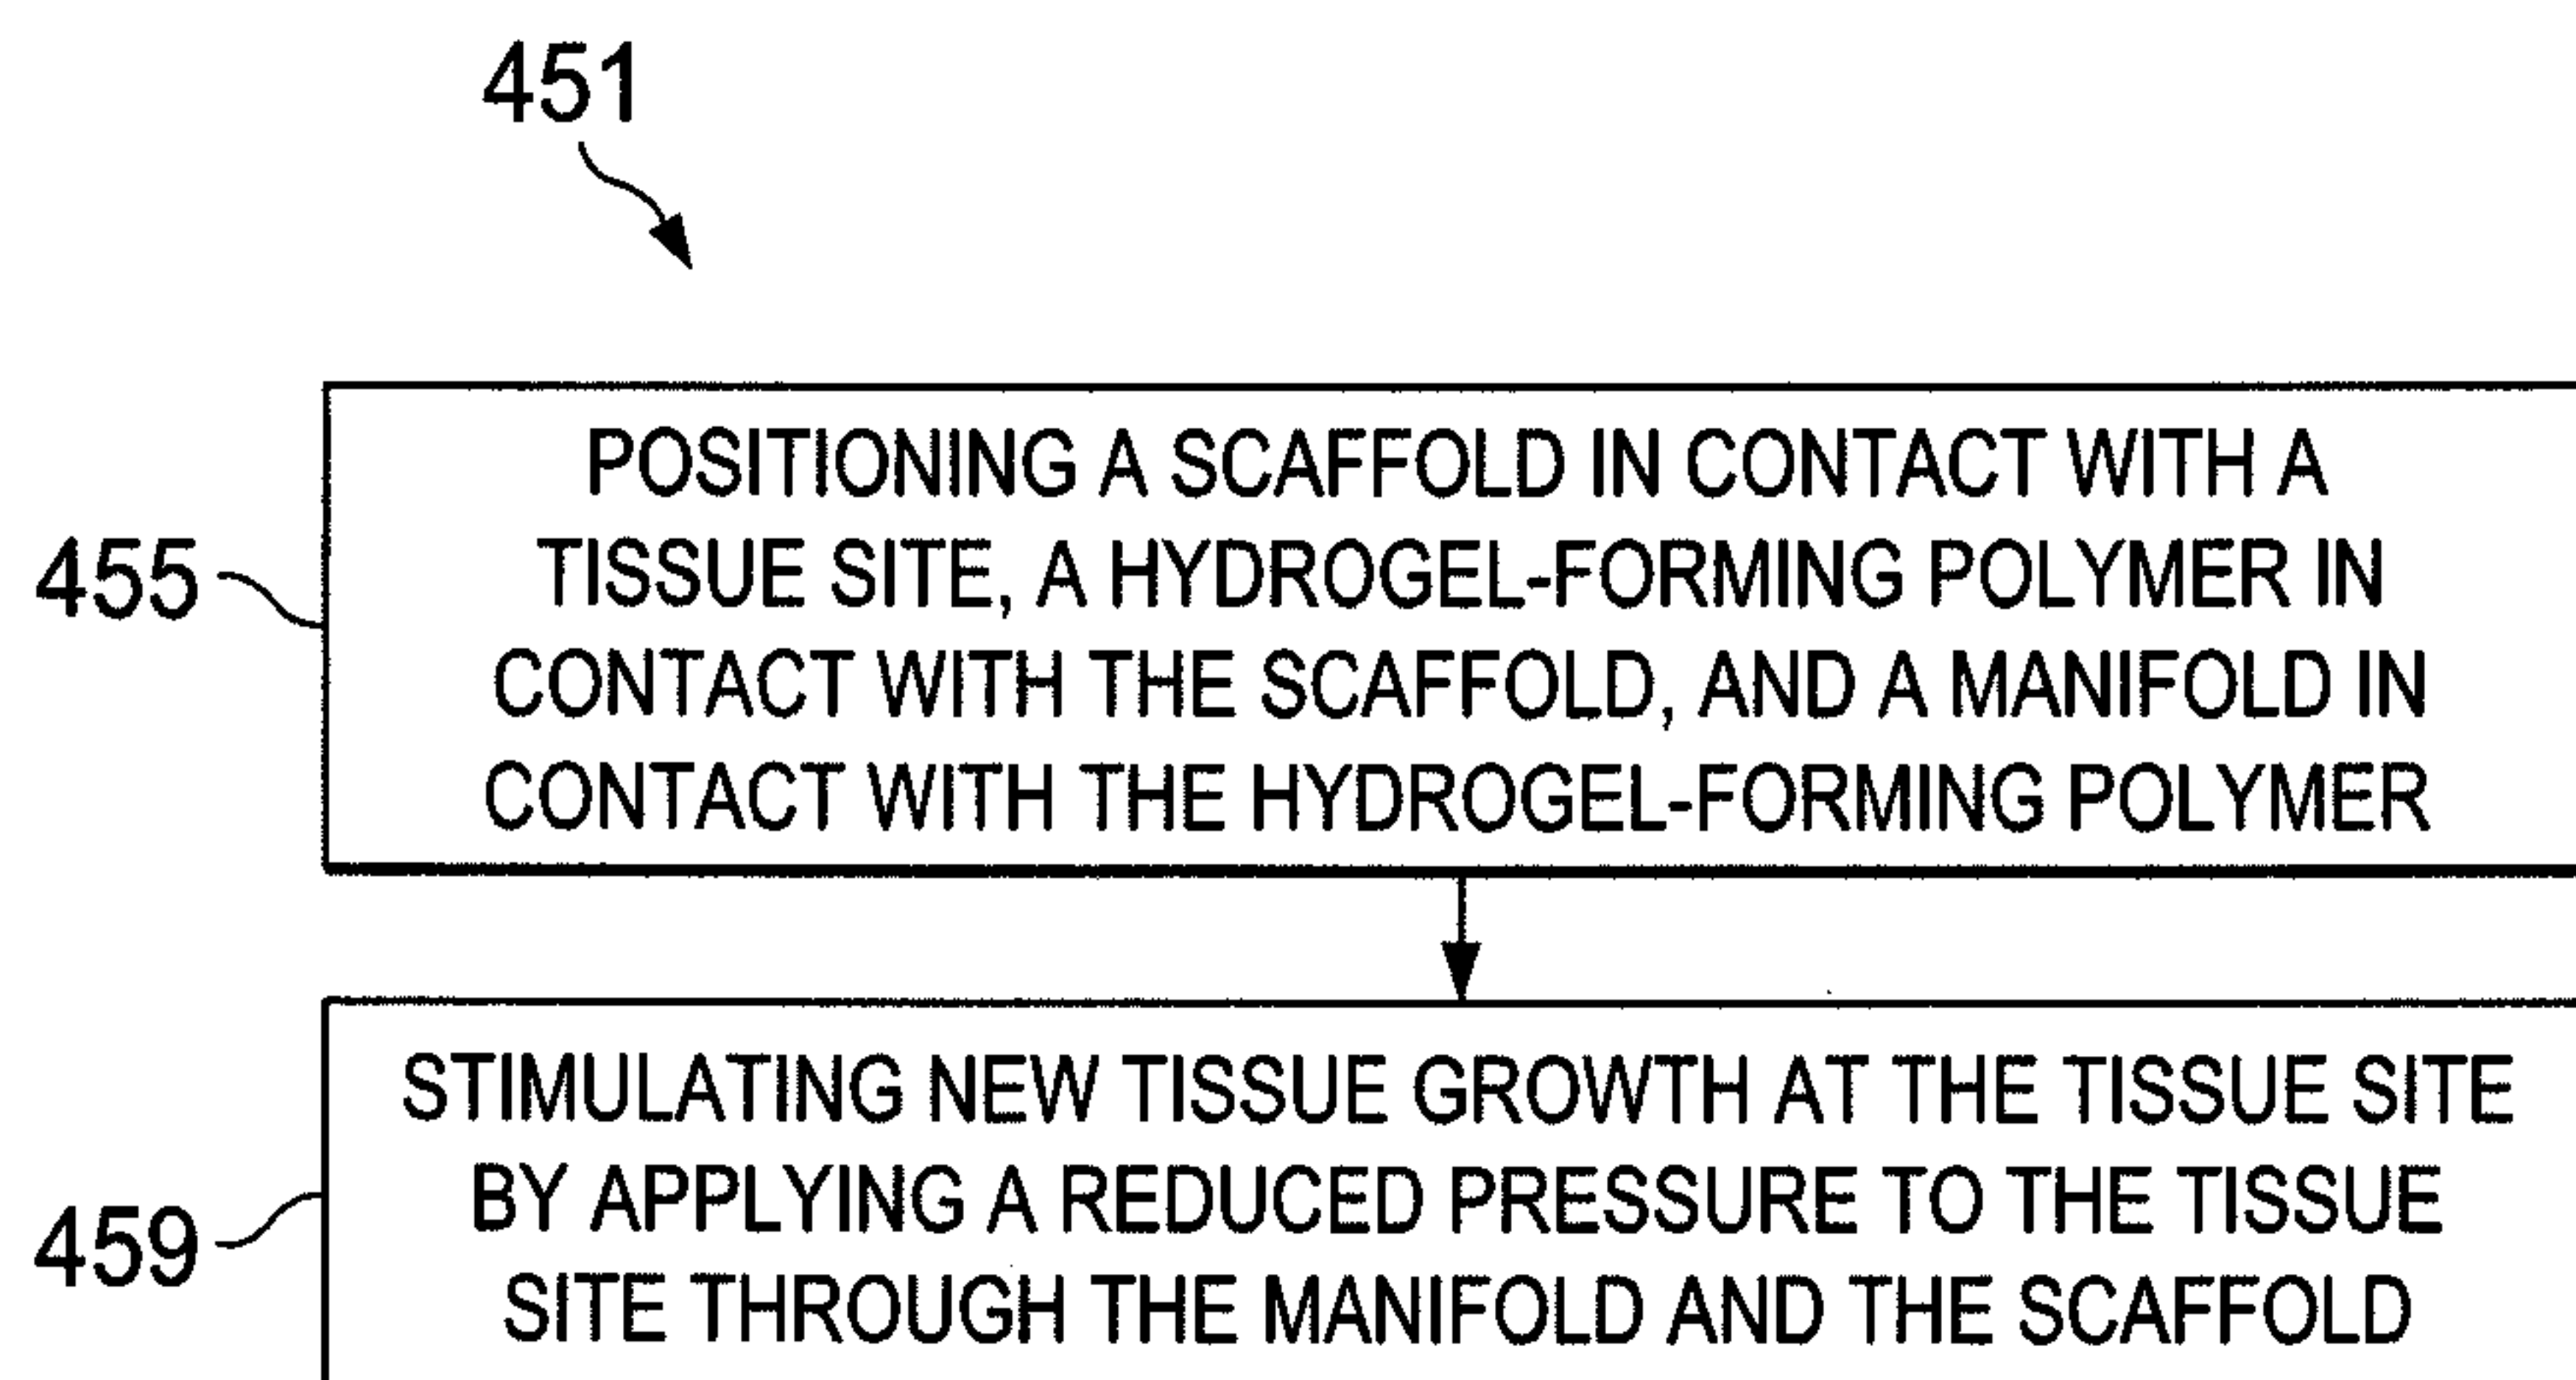 451
455
POSITIONING A SCAFFOLD IN CONTACT WITH A
TISSUE SITE, A HYDROGEL-FORMING POLYMER IN
CONTACT WITH THE SCAFFOLD, AND A MANIFOLD IN
CONTACT WITH THE HYDROGEL-FORMING POLYMER
459
STIMULATING NEW TISSUE GROWTH AT THE TISSUE SITE
BY APPLYING A REDUCED PRESSURE TO THE TISSUE
SITE THROUGH THE MANIFOLD AND THE SCAFFOLD